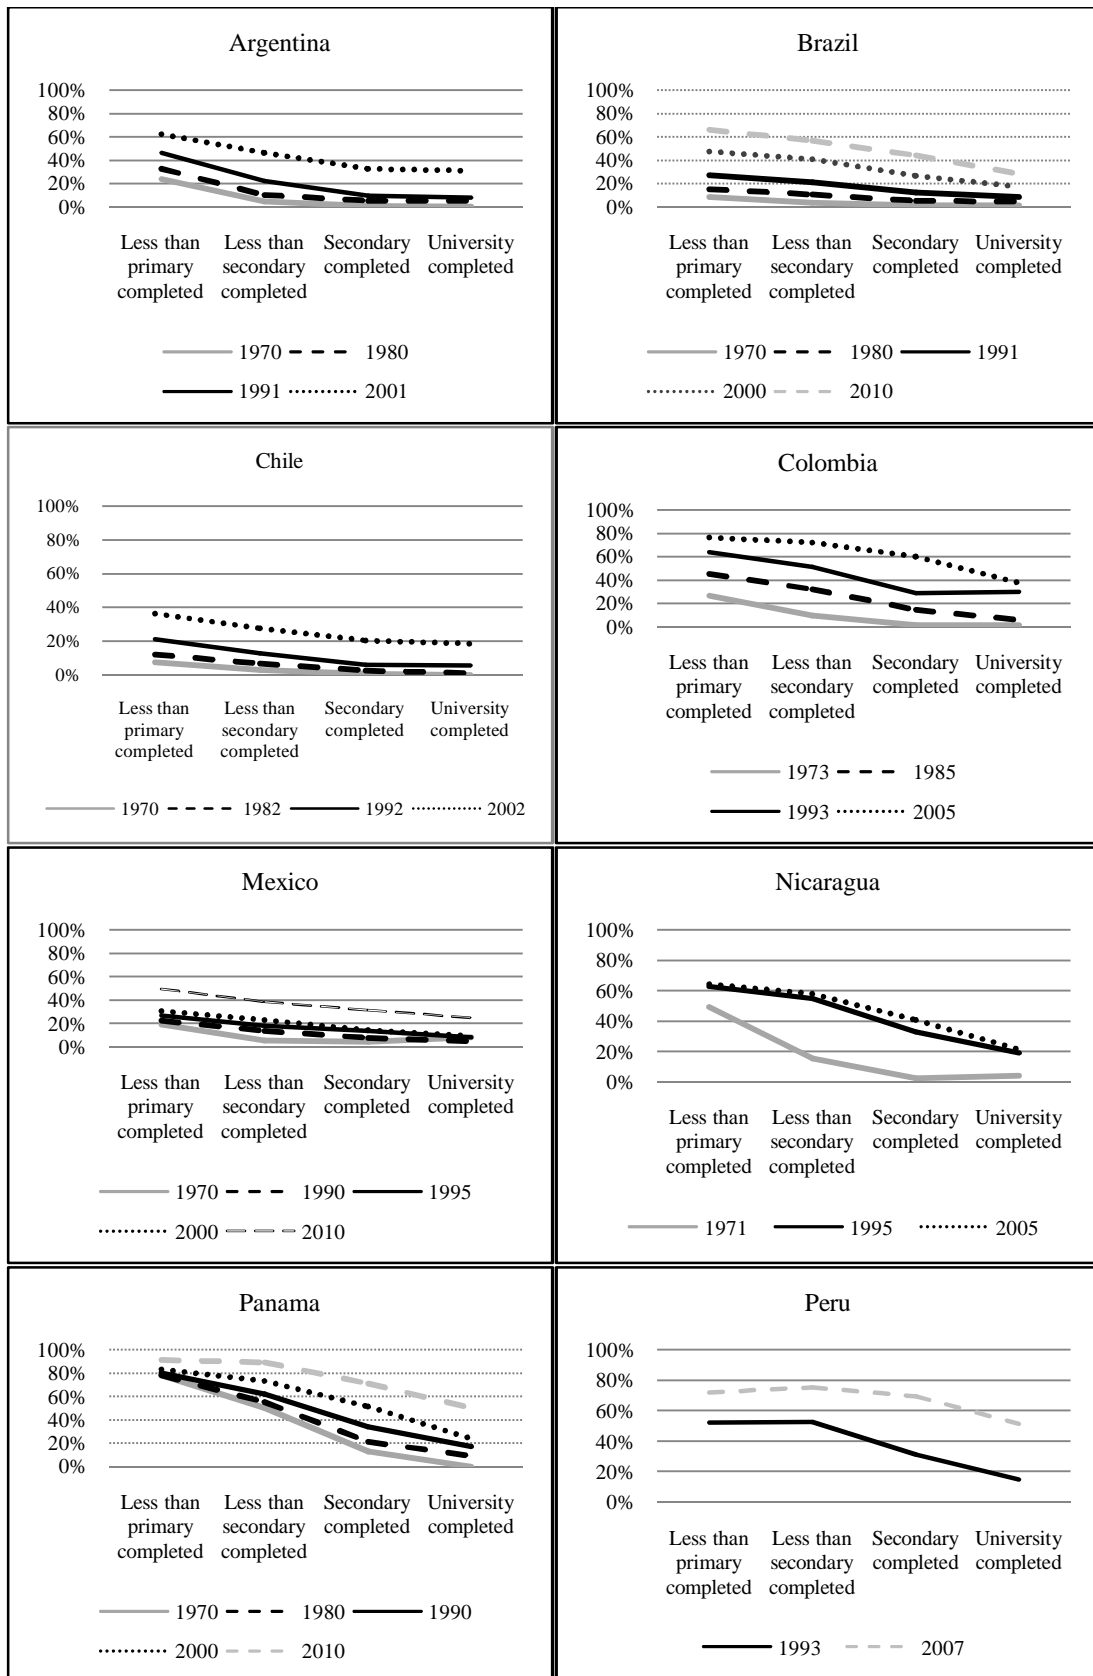 Argentina
100%
80%
60%
40%
20%
0%
Less than primary completed
Less than secondary completed
Secondary completed
University completed
1970 1980
1991 2001
Brazil
100%
80%
60%
40%
20%
0%
Less than primary completed
Less than secondary completed
Secondary completed
University completed
1970 1980 1991
2000 2010
Chile
100%
80%
60%
40%
20%
0%
Less than primary completed
Less than secondary completed
Secondary completed
University completed
1970 1982 1992 2002
Colombia
100%
80%
60%
40%
20%
0%
Less than primary completed
Less than secondary completed
Secondary completed
University completed
1973 1985
1993 2005
Mexico
100%
80%
60%
40%
20%
0%
Less than primary completed
Less than secondary completed
Secondary completed
University completed
1970 1990 1995
2000 2010
Nicaragua
100%
80%
60%
40%
20%
0%
Less than primary completed
Less than secondary completed
Secondary completed
University completed
1971 1995 2005
Panama
100%
80%
60%
40%
20%
0%
Less than primary completed
Less than secondary completed
Secondary completed
University completed
1970 1980 1990
2000 2010
Peru
100%
80%
60%
40%
20%
0%
Less than primary completed
Less than secondary completed
Secondary completed
University completed
1993 2007